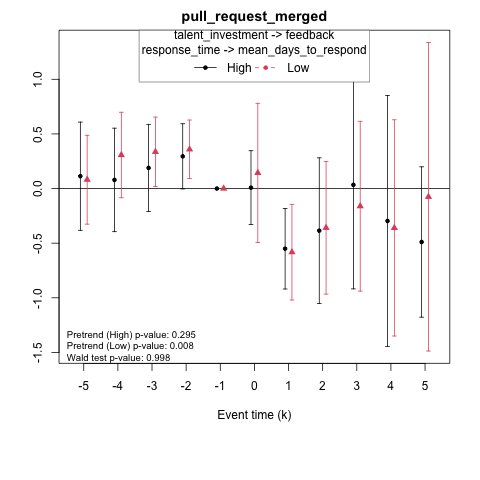 pull_request_merged
talent_investment -> feedback
response_time -> mean_days_to_respond
High Low
1.0
0.5
0.0
-0.5
-1.0
-1.5
Pretrend (High) p-value: 0.295
Pretrend (Low) p-value: 0.008
Wald test p-value: 0.998
-5 -4 -3 -2 -1 0 1 2 3 4 5
Event time (k)